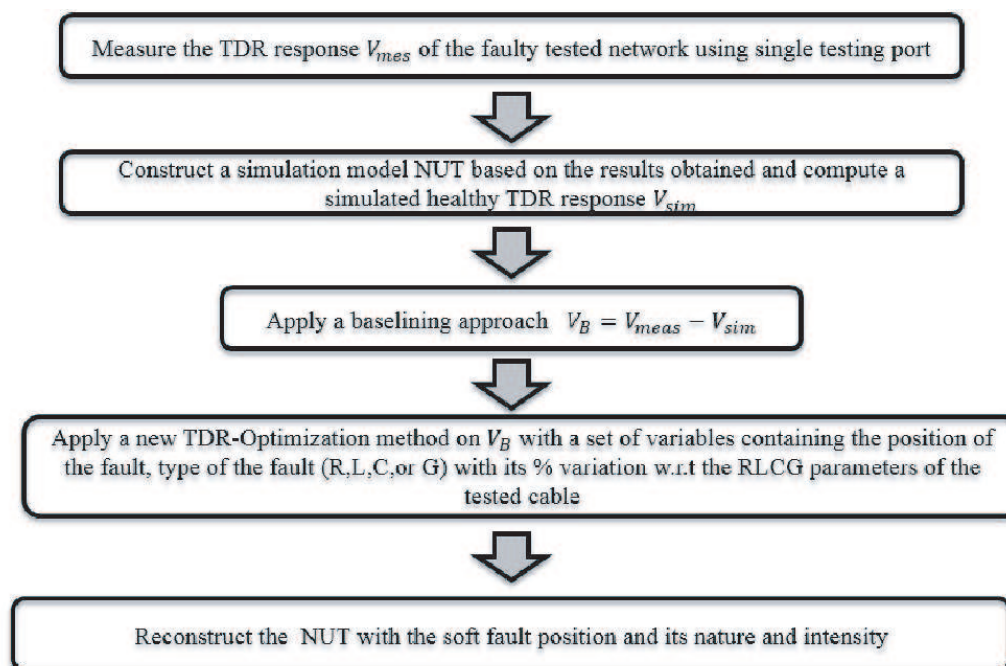 Measure the TDR response V_mes of the faulty tested network using single testing port
Construct a simulation model NUT based on the results obtained and compute a
simulated healthy TDR response V_sim
Apply a baselining approach V_B = V_meas − V_sim
Apply a new TDR-Optimization method on V_B with a set of variables containing the position of
the fault, type of the fault (R,L,C,or G) with its % variation w.r.t the RLCG parameters of the
tested cable
Reconstruct the NUT with the soft fault position and its nature and intensity